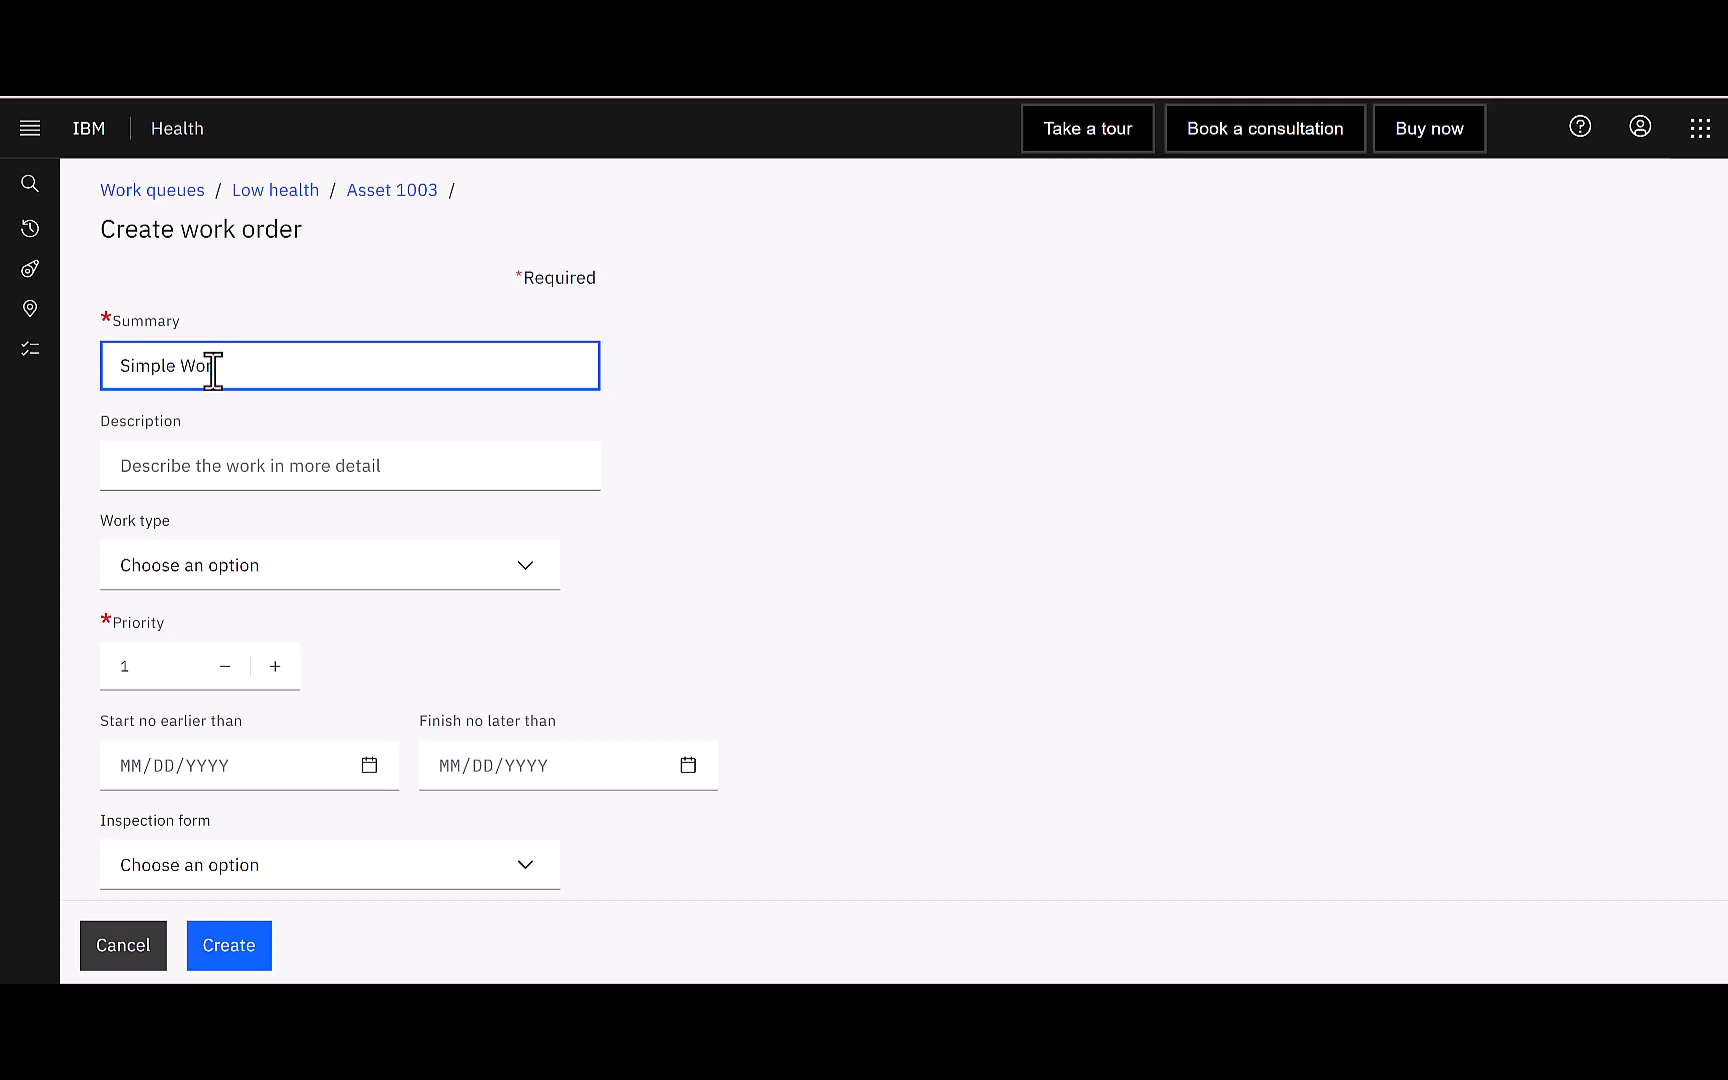 IBM Health Take a tour Book a consultation Buy now
Work queues / Low health / Asset 1003 /
Create work order
*Required
*Summary
Simple Wor
Description
Describe the work in more detail
Work type
Choose an option
*Priority
1 − +
Start no earlier than Finish no later than
MM/DD/YYYY MM/DD/YYYY
Inspection form
Choose an option
Cancel Create